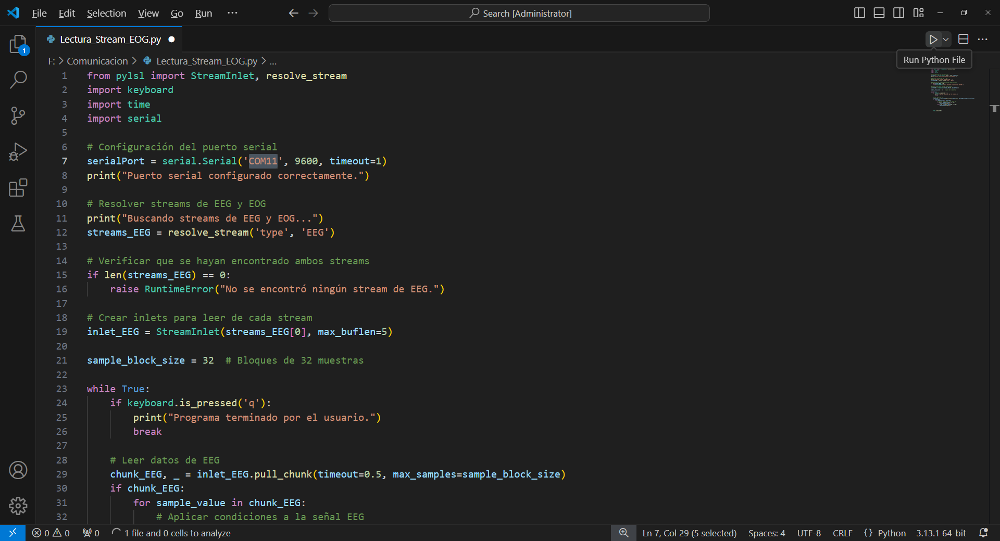 File Edit Selection View Go Run ··· Search [Administrator]
Lectura_Stream_EOG.py
F: > Comunicacion > Lectura_Stream_EOG.py > ...
Run Python File
1 from pylsl import StreamInlet, resolve_stream
2 import keyboard
3 import time
4 import serial
5
6 # Configuración del puerto serial
7 serialPort = serial.Serial('COM11', 9600, timeout=1)
8 print("Puerto serial configurado correctamente.")
9
10 # Resolver streams de EEG y EOG
11 print("Buscando streams de EEG y EOG...")
12 streams_EEG = resolve_stream('type', 'EEG')
13
14 # Verificar que se hayan encontrado ambos streams
15 if len(streams_EEG) == 0:
16 raise RuntimeError("No se encontró ningún stream de EEG.")
17
18 # Crear inlets para leer de cada stream
19 inlet_EEG = StreamInlet(streams_EEG[0], max_buflen=5)
20
21 sample_block_size = 32 # Bloques de 32 muestras
22
23 while True:
24 if keyboard.is_pressed('q'):
25 print("Programa terminado por el usuario.")
26 break
27
28 # Leer datos de EEG
29 chunk_EEG, _ = inlet_EEG.pull_chunk(timeout=0.5, max_samples=sample_block_size)
30 if chunk_EEG:
31 for sample_value in chunk_EEG:
32 # Aplicar condiciones a la señal EEG
1
0 0 0 1 file and 0 cells to analyze Ln 7, Col 29 (5 selected) Spaces: 4 UTF-8 CRLF {} Python 3.13.1 64-bit